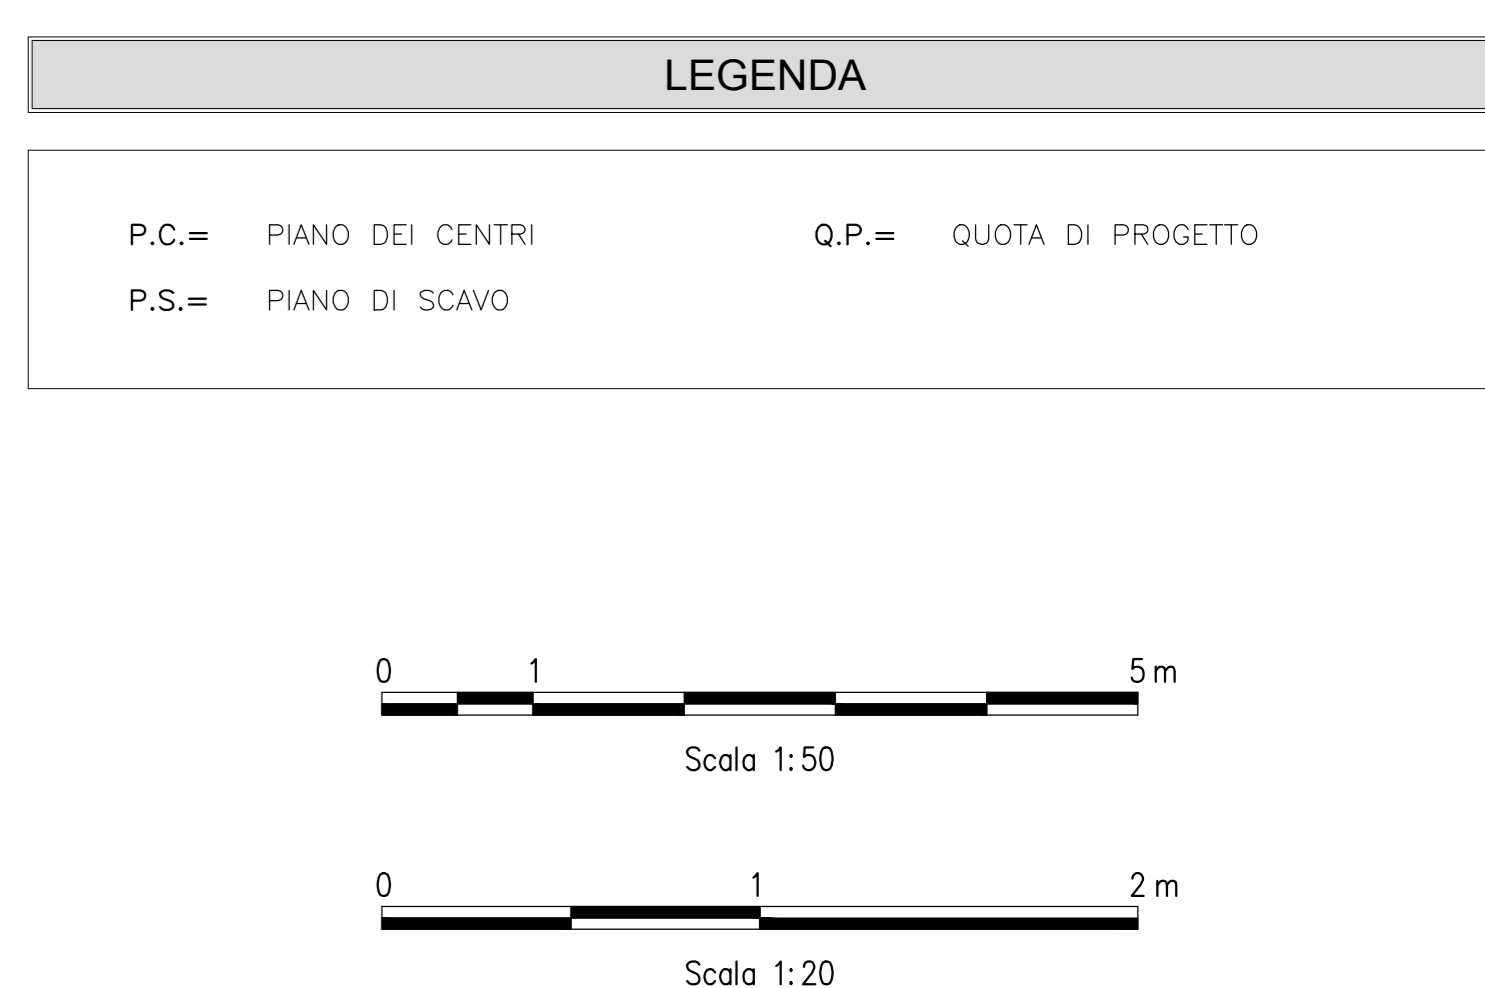 LEGENDA
P.C.= PIANO DEI CENTRI Q.P.= QUOTA DI PROGETTO
P.S.= PIANO DI SCAVO
0 1 5 m
Scala 1:50
0 1 2 m
Scala 1:20